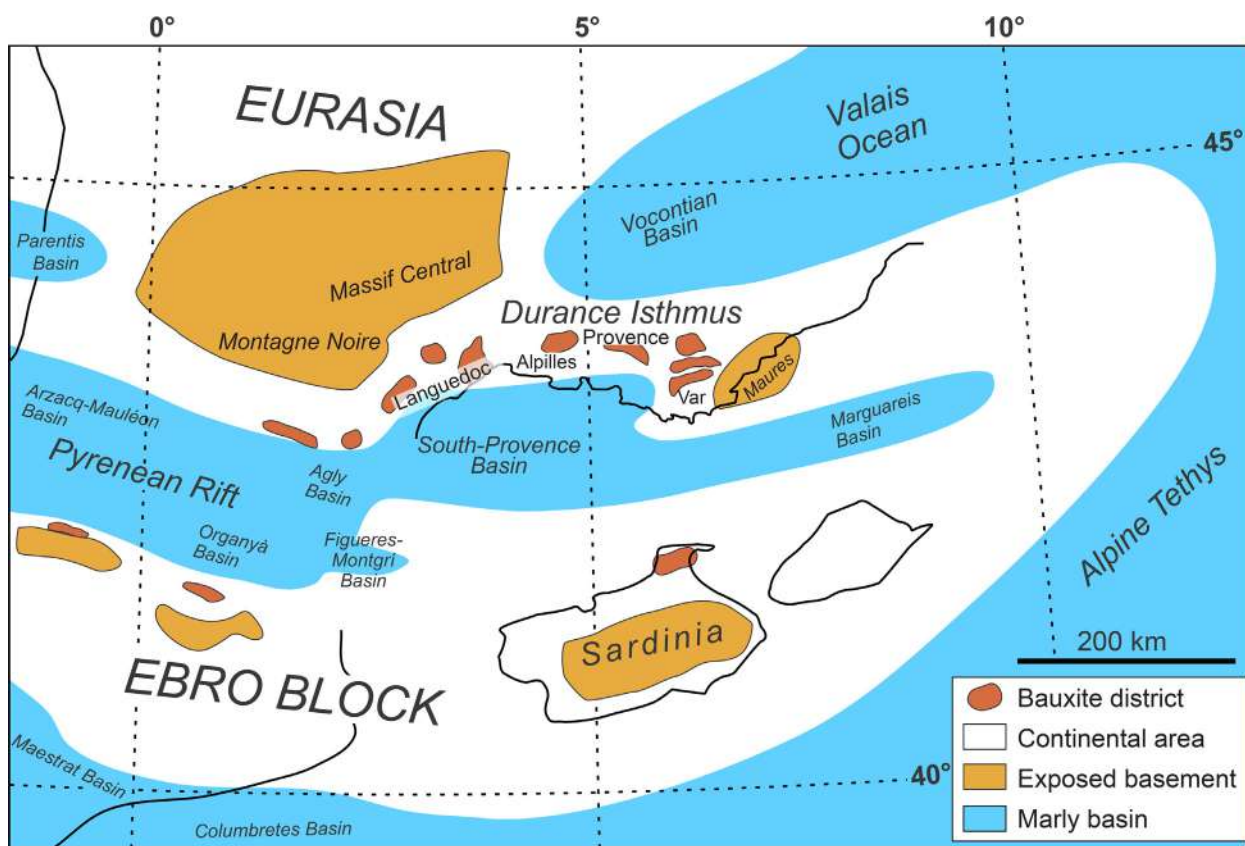 0°
5°
10°
EURASIA
Valais
Ocean
45°
Vocontian
Basin
Parentis
Basin
Massif Central
Durance Isthmus
Montagne Noire
Provence
Alpilles
Languedoc
Maures
Var
Arzacq-Mauléon
Basin
Marguareis
Basin
South-Provence
Basin
Pyrenean Rift
Agly
Basin
Organyà
Basin
Figueres-
Montgrí
Basin
Alpine Tethys
Sardinia
200 km
EBRO BLOCK
Bauxite district
Continental area
Exposed basement
Marly basin
Maestrat Basin
40°
Columbretes Basin